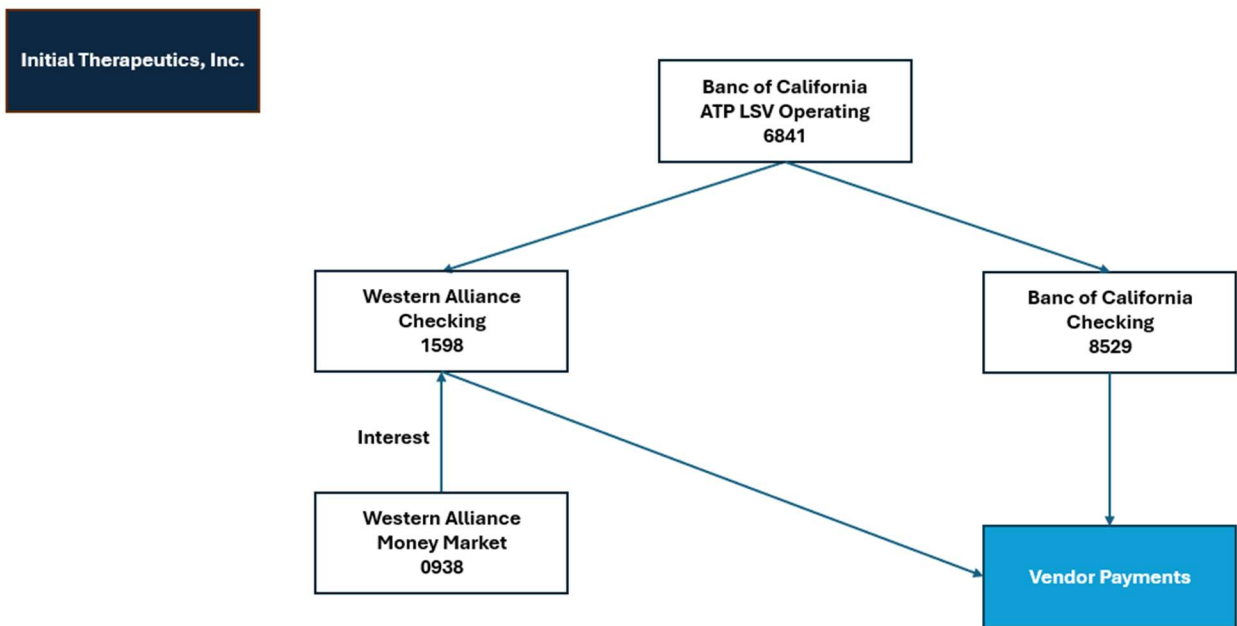 Initial Therapeutics, Inc.
Banc of California
ATP LSV Operating
6841
Western Alliance
Checking
1598
Banc of California
Checking
8529
Interest
Western Alliance
Money Market
0938
Vendor Payments